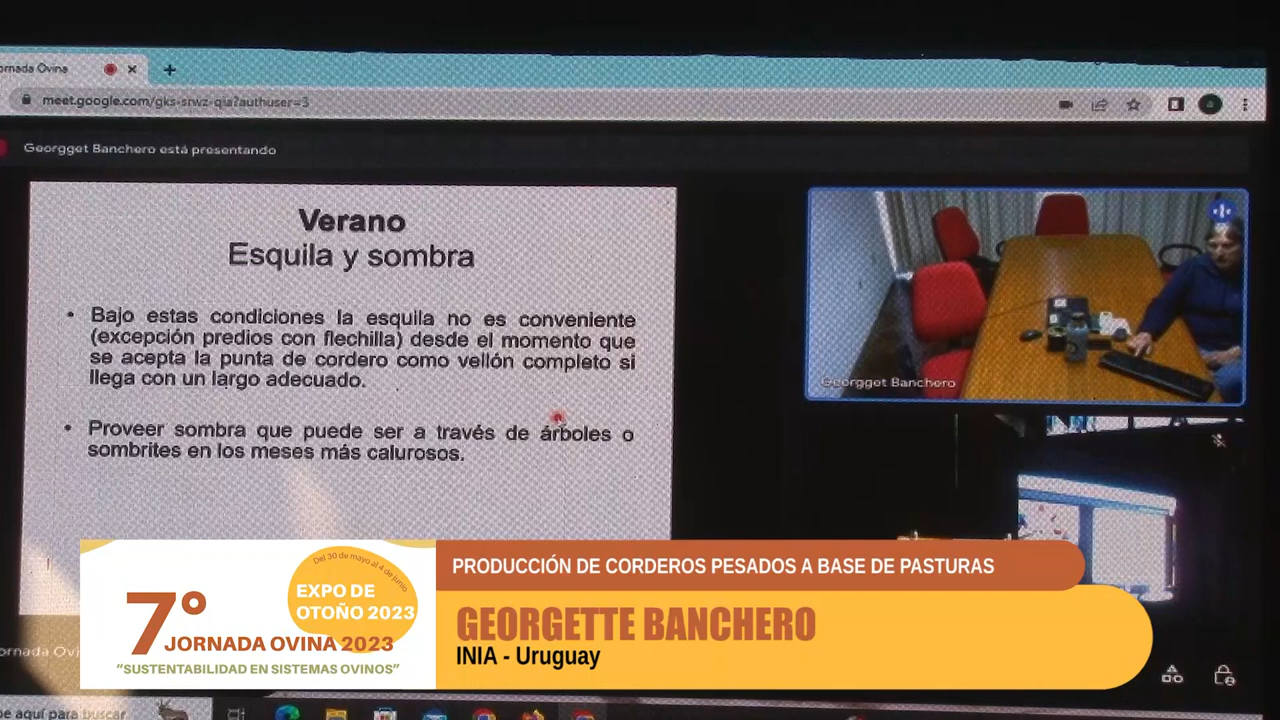 ornada Ovina
meet.google.com/gks-srwz-qia?authuser=3
Georgget Banchero está presentando
Verano
Esquila y sombra
• Bajo estas condiciones la esquila no es conveniente
(excepción predios con flechilla) desde el momento que
se acepta la punta de cordero como vellón completo si
llega con un largo adecuado.
• Proveer sombra que puede ser a través de árboles o
sombrites en los meses más calurosos.
Georgget Banchero
Del 30 de mayo al 4 de junio
EXPO DE
OTOÑO 2023
7°
JORNADA OVINA 2023
“SUSTENTABILIDAD EN SISTEMAS OVINOS”
PRODUCCIÓN DE CORDEROS PESADOS A BASE DE PASTURAS
GEORGETTE BANCHERO
INIA - Uruguay
ornada Ovi
be aquí para buscar